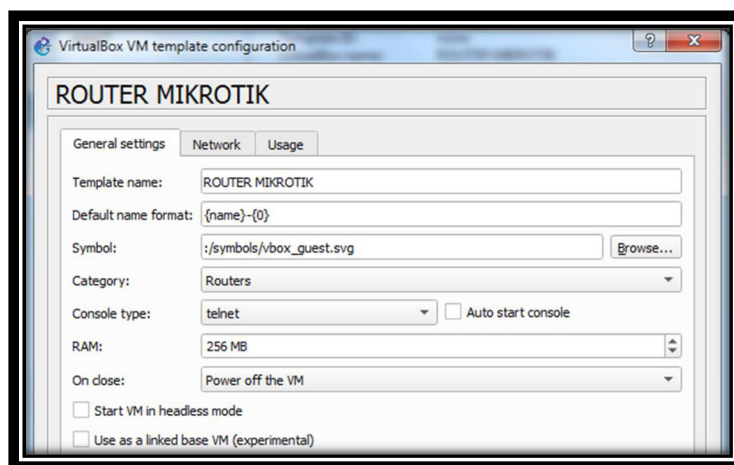 VirtualBox VM template configuration
ROUTER MIKROTIK
General settings Network Usage
Template name: ROUTER MIKROTIK
Default name format: {name}-{0}
Symbol: :/symbols/vbox_guest.svg Browse...
Category: Routers
Console type: telnet Auto start console
RAM: 256 MB
On close: Power off the VM
Start VM in headless mode
Use as a linked base VM (experimental)